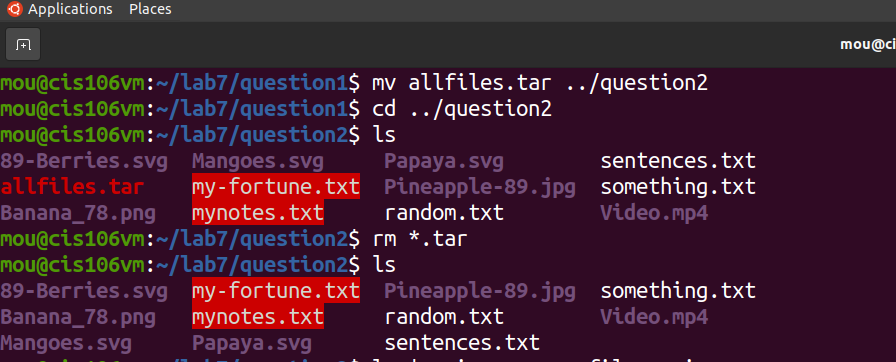 Applications Places
mou@ci
mou@cis106vm:~/lab7/question1$ mv allfiles.tar ../question2
mou@cis106vm:~/lab7/question1$ cd ../question2
mou@cis106vm:~/lab7/question2$ ls
89-Berries.svg Mangoes.svg Papaya.svg sentences.txt
allfiles.tar my-fortune.txt Pineapple-89.jpg something.txt
Banana_78.png mynotes.txt random.txt Video.mp4
mou@cis106vm:~/lab7/question2$ rm *.tar
mou@cis106vm:~/lab7/question2$ ls
89-Berries.svg my-fortune.txt Pineapple-89.jpg something.txt
Banana_78.png mynotes.txt random.txt Video.mp4
Mangoes.svg Papaya.svg sentences.txt